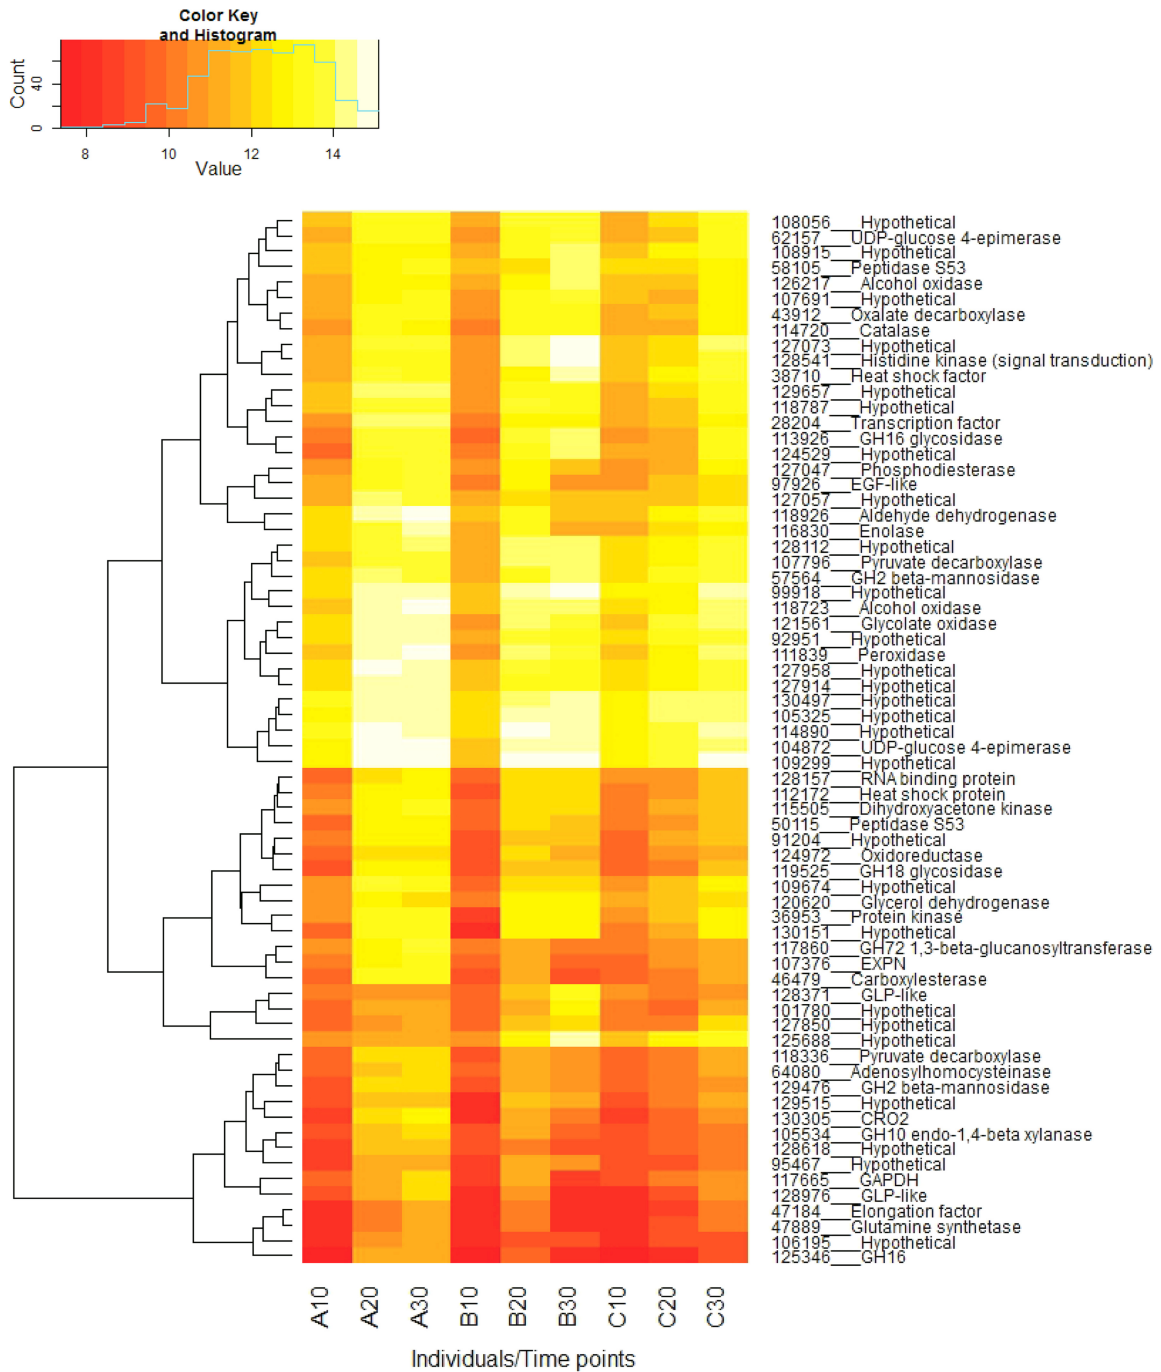 Color Key
and Histogram
Count
0
40
8
10
12
14
Value
108056___Hypothetical
62157___UDP-glucose 4-epimerase
108915___Hypothetical
58105___Peptidase S53
126217___Alcohol oxidase
107691___Hypothetical
43912___Oxalate decarboxylase
114720___Catalase
127073___Hypothetical
128541___Histidine kinase (signal transduction)
38710___Heat shock factor
129657___Hypothetical
118787___Hypothetical
28204___Transcription factor
113926___GH16 glycosidase
124529___Hypothetical
127047___Phosphodiesterase
97926___EGF-like
127057___Hypothetical
118926___Aldehyde dehydrogenase
116830___Enolase
128112___Hypothetical
107796___Pyruvate decarboxylase
57564___GH2 beta-mannosidase
99918___Hypothetical
118723___Alcohol oxidase
121561___Glycolate oxidase
92951___Hypothetical
111839___Peroxidase
127958___Hypothetical
127914___Hypothetical
130497___Hypothetical
105325___Hypothetical
114890___Hypothetical
104872___UDP-glucose 4-epimerase
109299___Hypothetical
128157___RNA binding protein
112172___Heat shock protein
115505___Dihydroxyacetone kinase
50115___Peptidase S53
91204___Hypothetical
124972___Oxidoreductase
119525___GH18 glycosidase
109674___Hypothetical
120620___Glycerol dehydrogenase
36953___Protein kinase
130151___Hypothetical
117860___GH72 1,3-beta-glucanosyltransferase
107376___EXPN
46479___Carboxylesterase
128371___GLP-like
101780___Hypothetical
127850___Hypothetical
125688___Hypothetical
118336___Pyruvate decarboxylase
64080___Adenosylhomocysteinase
129476___GH2 beta-mannosidase
129515___Hypothetical
130305___CRO2
105534___GH10 endo-1,4-beta xylanase
128618___Hypothetical
95467___Hypothetical
117665___GAPDH
128976___GLP-like
47184___Elongation factor
47889___Glutamine synthetase
106195___Hypothetical
125346___GH16
A10
A20
A30
B10
B20
B30
C10
C20
C30
Individuals/Time points